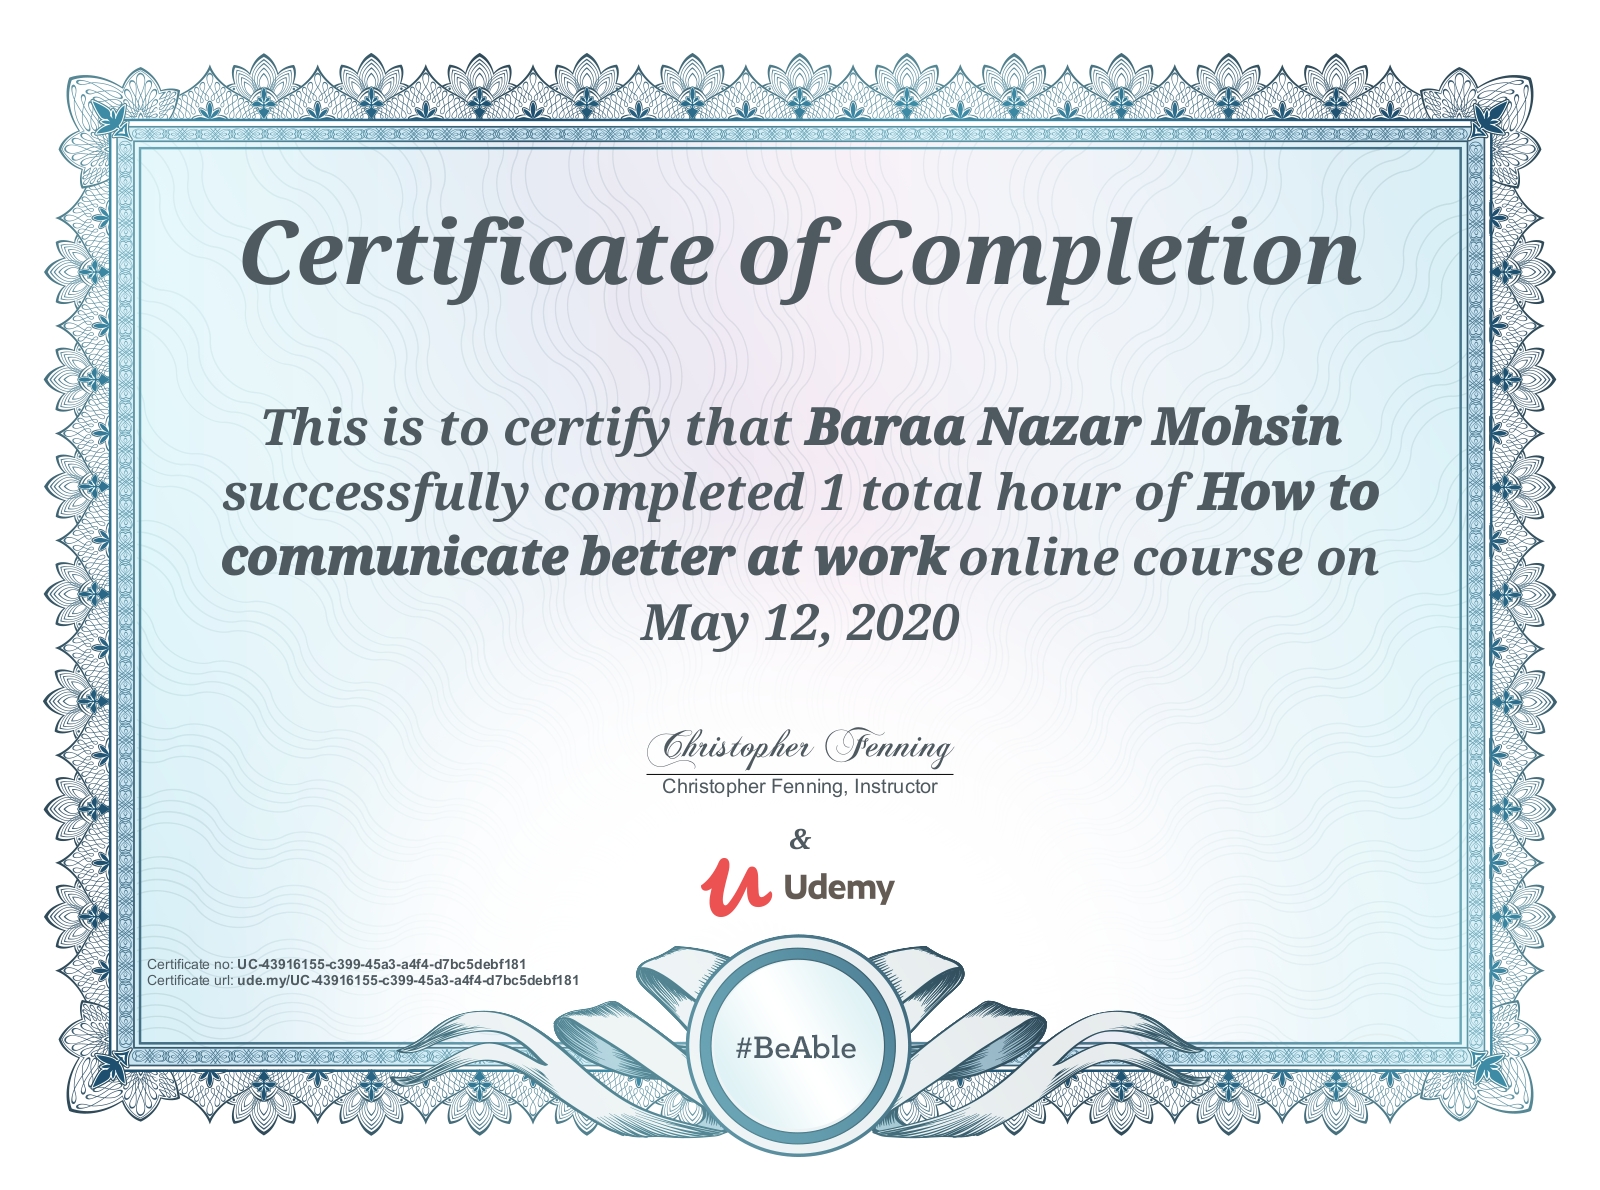 Certificate of Completion
This is to certify that Baraa Nazar Mohsin
successfully completed 1 total hour of How to
communicate better at work online course on
May 12, 2020
Christopher Fenning
Christopher Fenning, Instructor
&
Udemy
Certificate no: UC-43916155-c399-45a3-a4f4-d7bc5debf181
Certificate url: ude.my/UC-43916155-c399-45a3-a4f4-d7bc5debf181
#BeAble